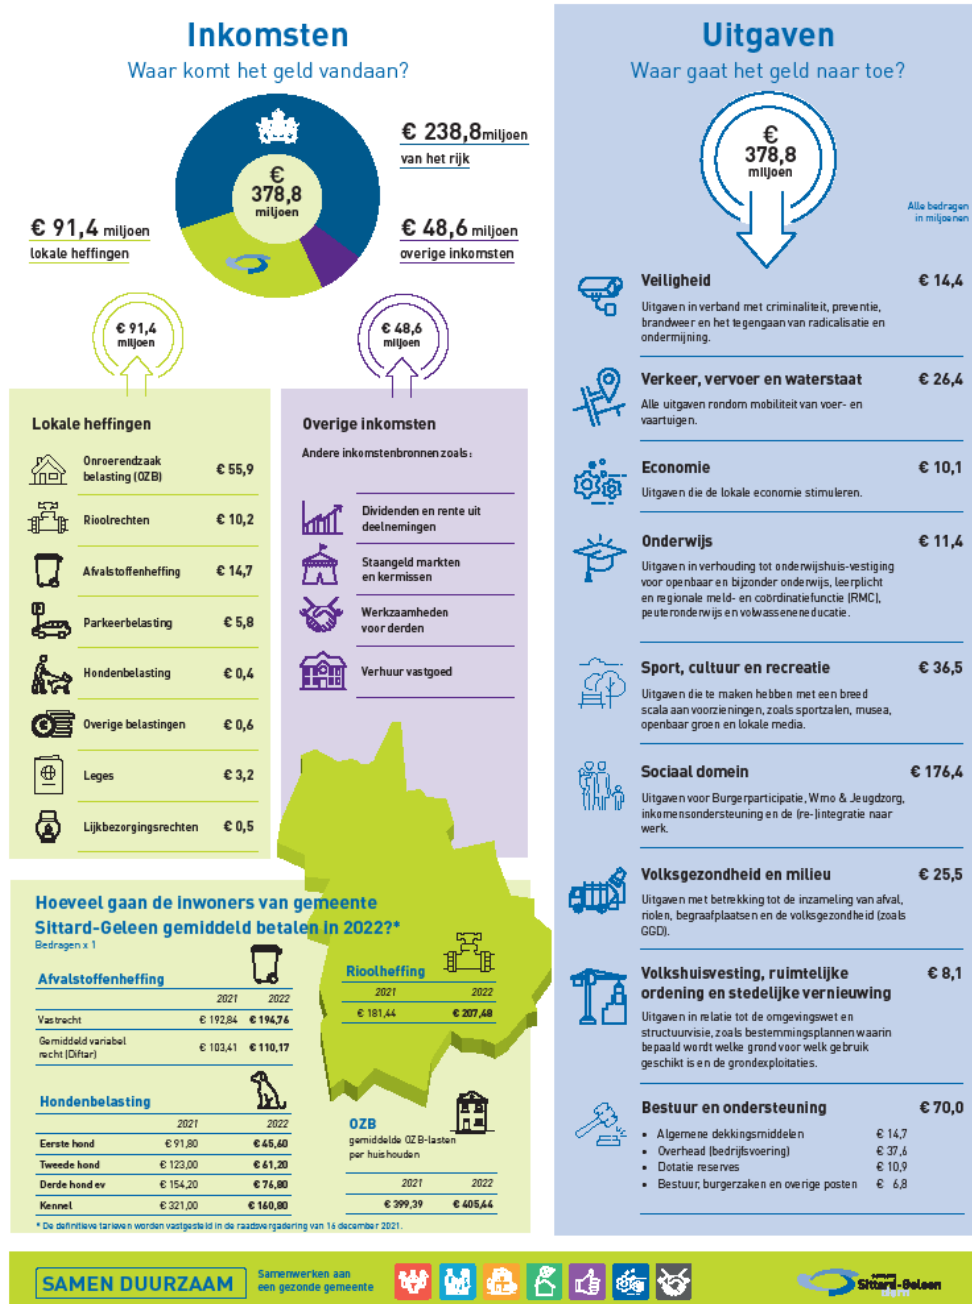 Inkomsten
Waar komt het geld vandaan?
€ 238,8 miljoen
van het rijk
€
378,8
miljoen
€ 91,4 miljoen
lokale heffingen
€ 48,6 miljoen
overige inkomsten
€ 91,4
miljoen
€ 48,6
miljoen
Lokale heffingen
Onroerendzaak
belasting (OZB)
€ 55,9
Rioolrechten € 10,2
Afvalstoffenheffing € 14,7
Parkeerbelasting € 5,8
Hondenbelasting € 0,4
Overige belastingen € 0,6
Leges € 3,2
Lijkbezorgingsrechten € 0,5
Overige inkomsten
Andere inkomstenbronnen zoals:
Dividenden en rente uit
deelnemingen
Staangeld markten
en kermissen
Werkzaamheden
voor derden
Verhuur vastgoed
Hoeveel gaan de inwoners van gemeente
Sittard-Geleen gemiddeld betalen in 2022?*
Bedragen x 1
Afvalstoffenheffing
2021 2022
Vastrecht € 192,84 € 194,76
Gemiddeld variabel
recht (Diftar)
€ 103,41 € 110,17
Rioolheffing
2021 2022
€ 181,44 € 207,48
Hondenbelasting
2021 2022
Eerste hond € 91,80 € 45,60
Tweede hond € 123,00 € 61,20
Derde hond ev € 154,20 € 76,80
Kennel € 321,00 € 160,80
OZB
gemiddelde OZB-lasten
per huishouden
2021 2022
€ 399,39 € 405,44
* De definitieve tarieven worden vastgesteld in de raadsvergadering van 16 december 2021.
Uitgaven
Waar gaat het geld naar toe?
€
378,8
miljoen
Alle bedragen
in miljoenen
Veiligheid € 14,4
Uitgaven in verband met criminaliteit, preventie,
brandweer en het tegengaan van radicalisatie en
ondermijning.
Verkeer, vervoer en waterstaat € 26,4
Alle uitgaven rondom mobiliteit van voer- en
vaartuigen.
Economie € 10,1
Uitgaven die de lokale economie stimuleren.
Onderwijs € 11,4
Uitgaven in verhouding tot onderwijshuis-vestiging
voor openbaar en bijzonder onderwijs, leerplicht
en regionale meld- en coördinatiefunctie (RMC),
peuteronderwijs en volwasseneneducatie.
Sport, cultuur en recreatie € 36,5
Uitgaven die te maken hebben met een breed
scala aan voorzieningen, zoals sportzalen, musea,
openbaar groen en lokale media.
Sociaal domein € 176,4
Uitgaven voor Burgerparticipatie, Wmo & Jeugdzorg,
inkomensondersteuning en de (re-)integratie naar
werk.
Volksgezondheid en milieu € 25,5
Uitgaven met betrekking tot de inzameling van afval,
riolen, begraafplaatsen en de volksgezondheid (zoals
GGD).
Volkshuisvesting, ruimtelijke € 8,1
ordening en stedelijke vernieuwing
Uitgaven in relatie tot de omgevingswet en
structuurvisie, zoals bestemmingsplannen waarin
bepaald wordt welke grond voor welk gebruik
geschikt is en de grondexploitaties.
Bestuur en ondersteuning € 70,0
• Algemene dekkingsmiddelen € 14,7
• Overhead (bedrijfsvoering) € 37,6
• Dotatie reserves € 10,9
• Bestuur, burgerzaken en overige posten € 6,8
SAMEN DUURZAAM
Samenwerken aan
een gezonde gemeente
Sittard-Geleen